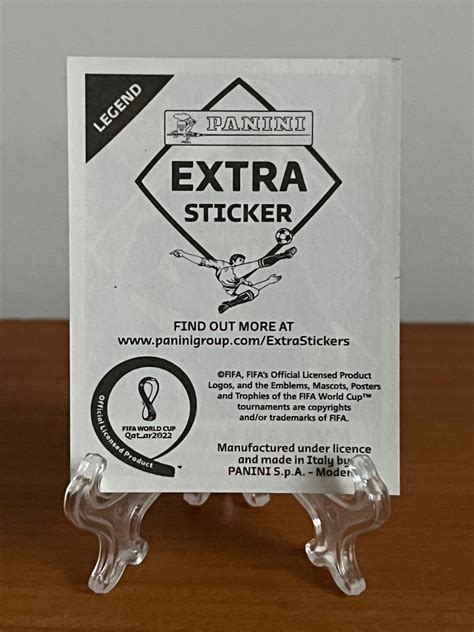 LEGEND
PANINI
EXTRA
STICKER
FIND OUT MORE AT
www.paninigroup.com/ExtraStickers
©FIFA, FIFA's Official Licensed Product
Logos, and the Emblems, Mascots, Posters
and Trophies of the FIFA World Cup™
tournaments are copyrights
and/or trademarks of FIFA.
FIFA WORLD CUP
Qatar2022
Official Licensed Product
Manufactured under licence
and made in Italy by
PANINI S.p.A. - Moden